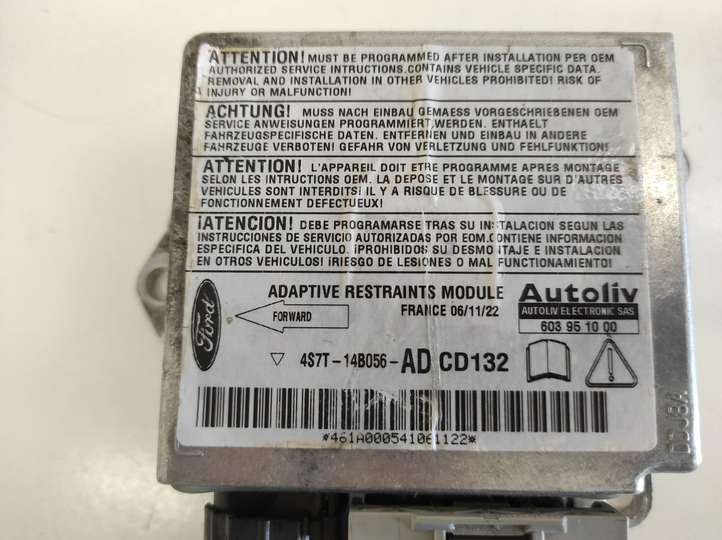 ATTENTION! MUST BE PROGRAMMED AFTER INSTALLATION PER OEM
AUTHORIZED SERVICE INTRUCTIONS.CONTAINS VEHICLE SPECIFIC DATA.
REMOVAL AND INSTALLATION IN OTHER VEHICLES PROHIBITED! RISK OF
INJURY OR MALFUNCTION!
ACHTUNG! MUSS NACH EINBAU GEMAESS VORGESCHRIEBENEN OEM
SERVICE ANWEISUNGEN PROGRAMMIERT WERDEN. ENTHAELT
FAHRZEUGSPEZIFISCHE DATEN. ENTFERNEN UND EINBAU IN ANDERE
FAHRZEUGE VERBOTEN! GEFAHR VON VERLETZUNG UND FEHLFUNKTION!
ATTENTION! L'APPAREIL DOIT ETRE PROGRAMME APRES MONTAGE
SELON LES INTRUCTIONS OEM. LA DEPOSE ET LE MONTAGE SUR D'AUTRES
VEHICULES SONT INTERDITS! IL Y A RISQUE DE BLESSURE OU DE
FONCTIONNEMENT DEFECTUEUX!
¡ATENCION! DEBE PROGRAMARSE TRAS SU INSTALACION SEGUN LAS
INSTRUCCIONES DE SERVICIO AUTORIZADAS POR EOM.CONTIENE INFORMACION
ESPECIFICA DEL VEHICULO. ¡PROHIBIDOS SU DESMONTAJE E INSTALACION
EN OTROS VEHICULOS! ¡RIESGO DE LESIONES O MAL FUNCIONAMIENTO!
Ford
FORWARD
ADAPTIVE RESTRAINTS MODULE
FRANCE 06/11/22
Autoliv
AUTOLIV ELECTRONIC SAS
603 95 10 00
4S7T-14B056-AD CD132
*461A000541061122*